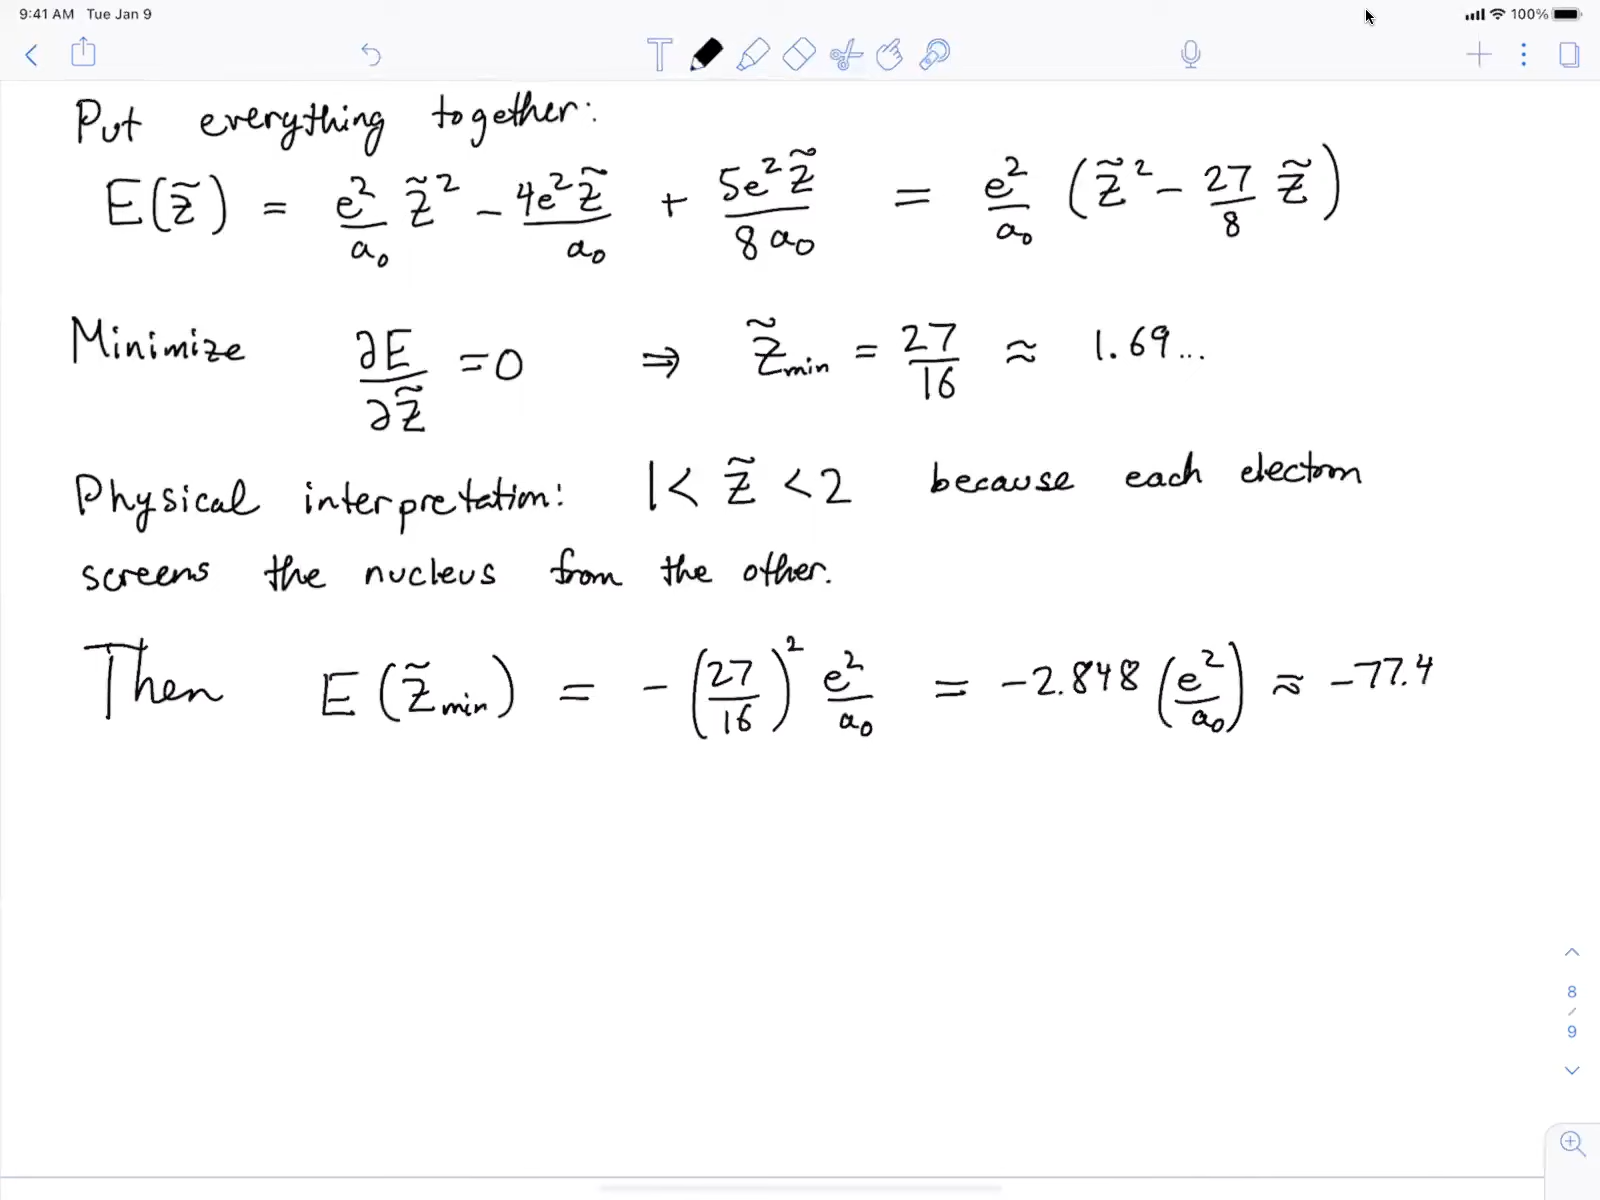 9:41 AM Tue Jan 9 100%
Put everything together:
E(z̃) = e²/a₀ z̃² - 4e²z̃/a₀ + 5e²z̃/8a₀ = e²/a₀ (z̃² - 27/8 z̃)
Minimize ∂E/∂z̃ = 0 ⇒ z̃min = 27/16 ≈ 1.69...
Physical interpretation: 1 < z̃ < 2 because each electron
screens the nucleus from the other.
Then E(z̃min) = -(27/16)² e²/a₀ = -2.848 (e²/a₀) ≈ -77.4
8
/
9